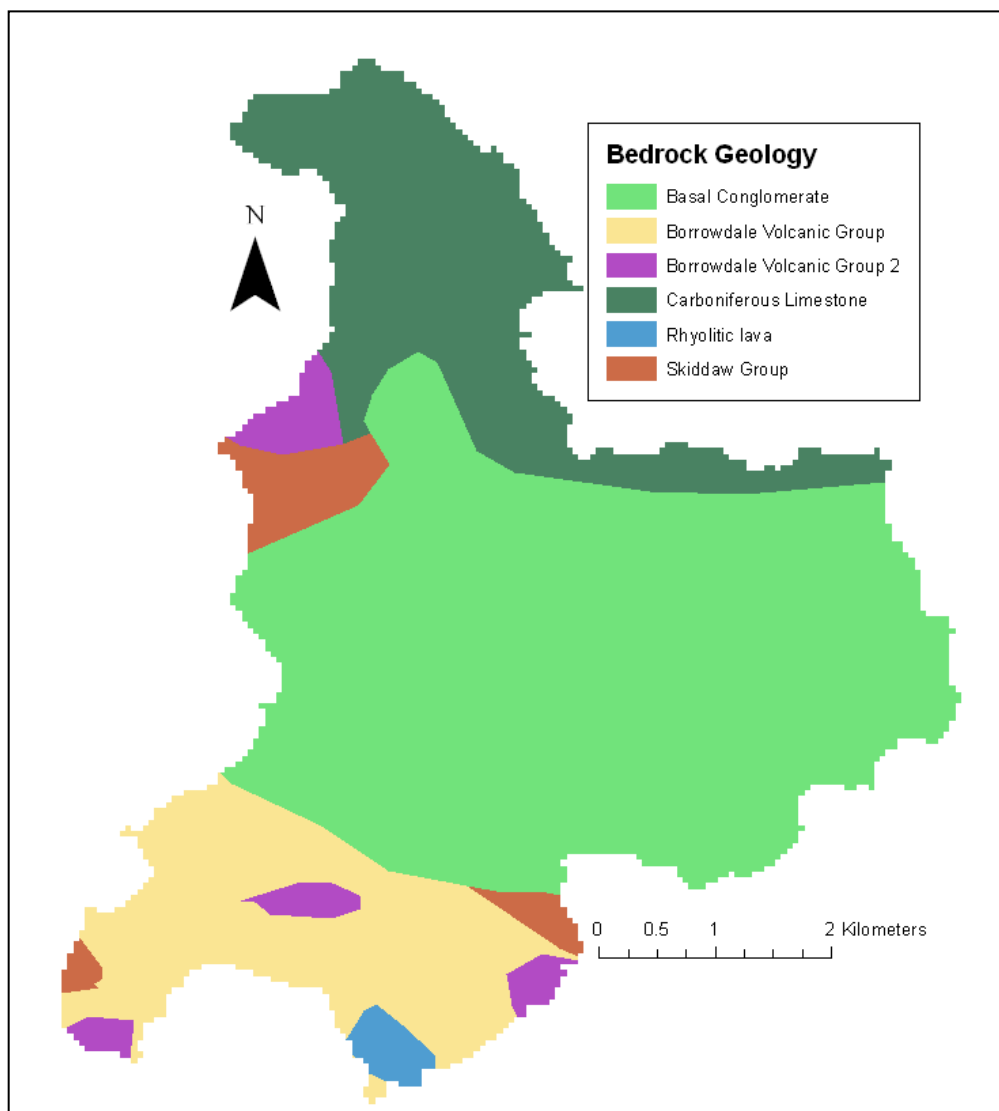 Bedrock Geology
Basal Conglomerate
Borrowdale Volcanic Group
Borrowdale Volcanic Group 2
Carboniferous Limestone
Rhyolitic lava
Skiddaw Group
N
0 0.5 1 2 Kilometers